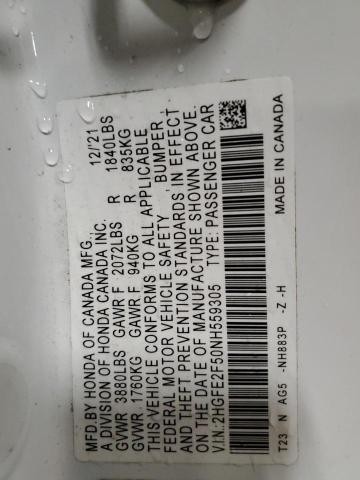 MFD.BY HONDA OF CANADA MFG., 12/'21
A DIVISION OF HONDA CANADA INC.
GVWR 3880LBS GAWR F 2072LBS R 1840LBS
GVWR 1760KG GAWR F 940KG R 835KG
THIS VEHICLE CONFORMS TO ALL APPLICABLE
FEDERAL MOTOR VEHICLE SAFETY , BUMPER,
AND THEFT PREVENTION STANDARDS IN EFFECT
ON THE DATE OF MANUFACTURE SHOWN ABOVE.
V.I.N.:2HGFE2F50NH559305 TYPE: PASSENGER CAR
T23 N AG5 -NH883P -Z -H MADE IN CANADA